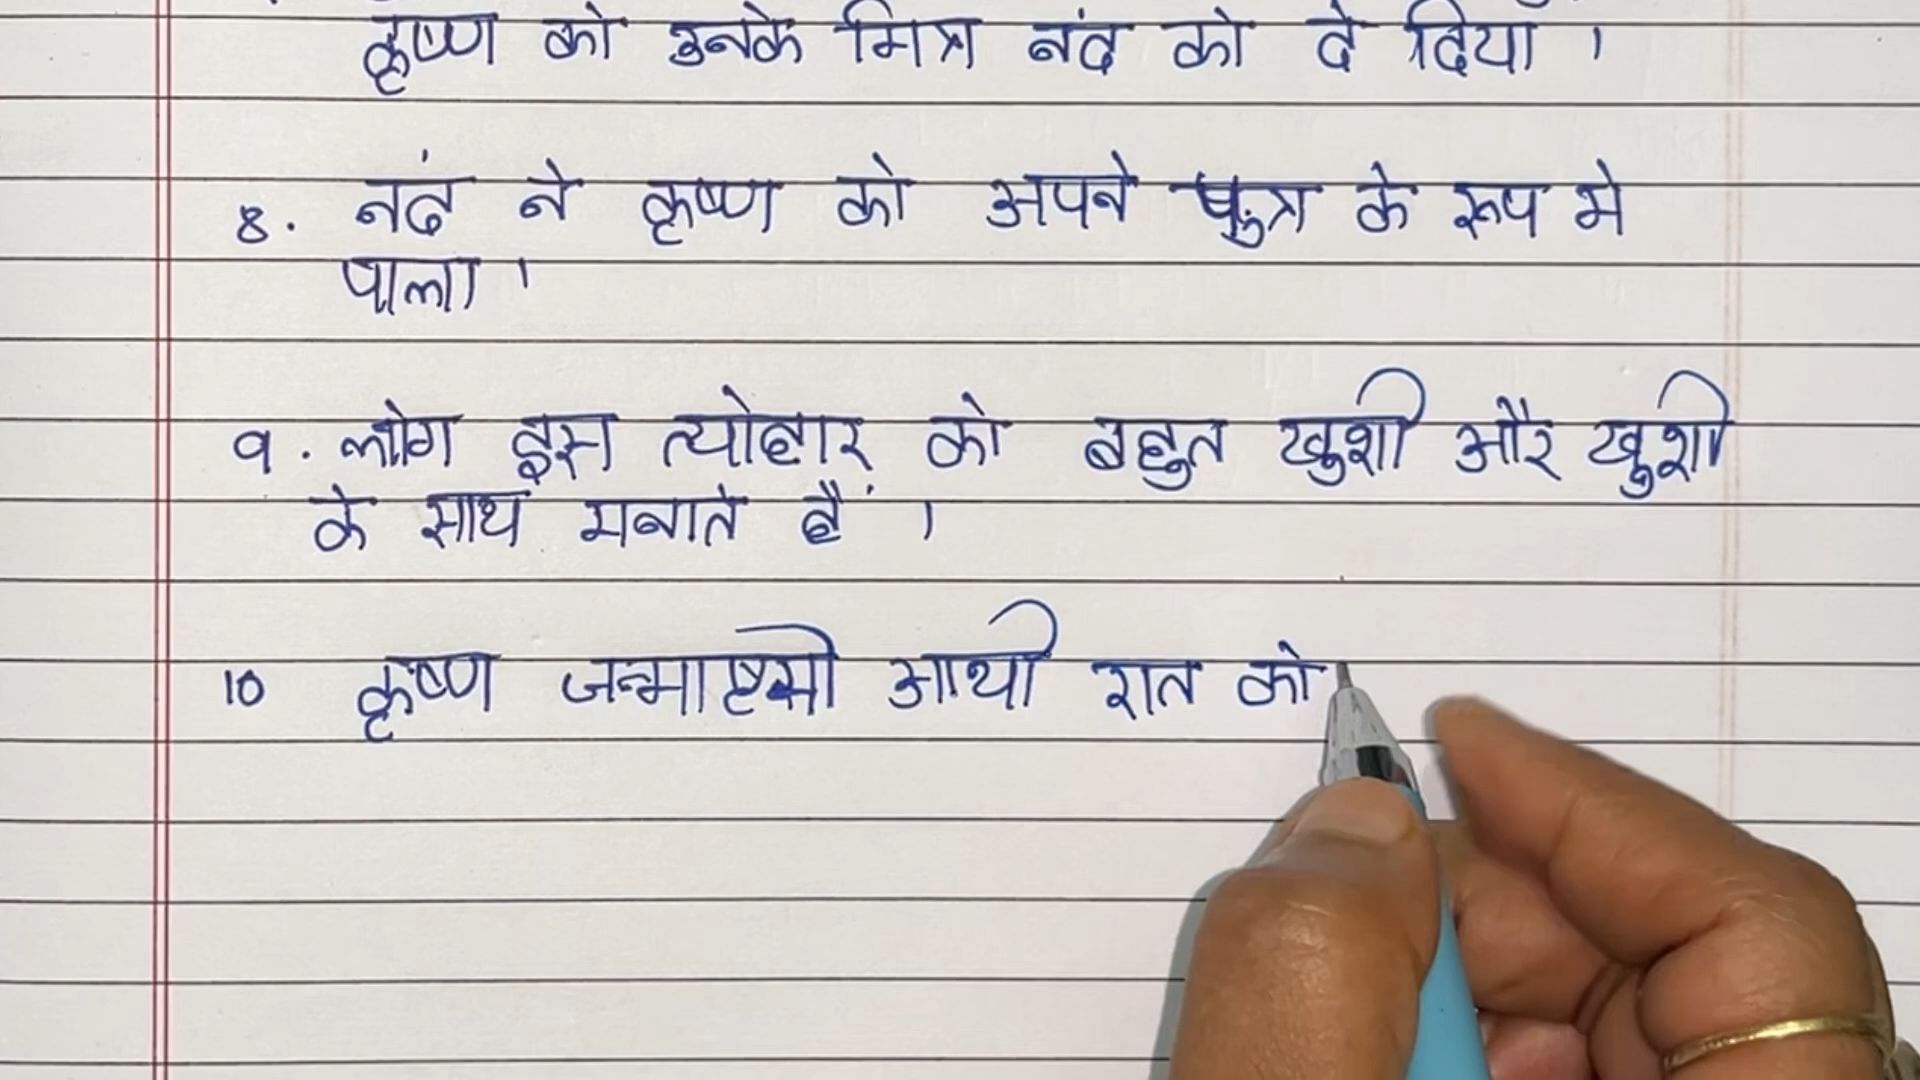 कृष्ण को उनके मित्र नंद को दे दिया ।
8. नंद ने कृष्ण को अपने पुत्र के रूप मे
पाला ।
9. लोग इस त्योहार को बहुत खुशी और खुशी
के साथ मनाते हैं ।
10 कृष्ण जन्माष्टमी आधी रात को